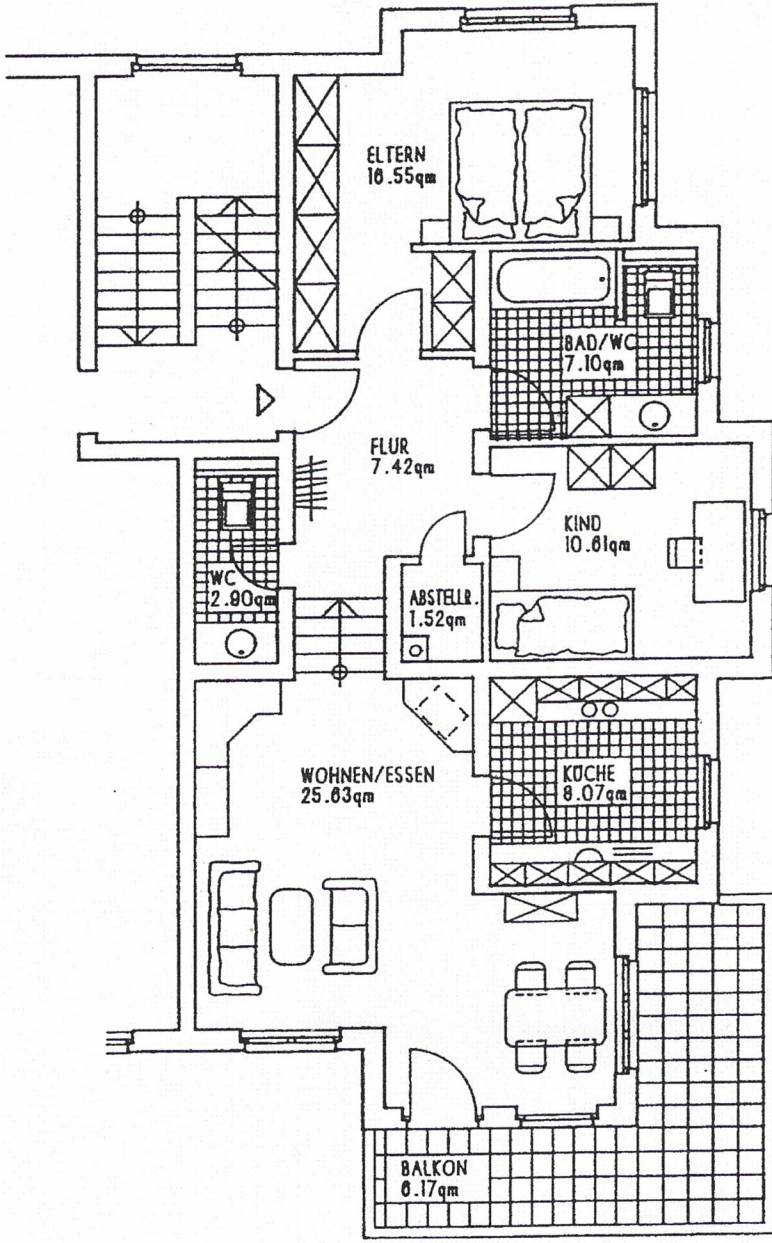 ELTERN
16.55qm
BAD/WC
7.10qm
FLUR
7.42qm
KIND
10.61qm
WC
2.90qm
ABSTELLR.
1.52qm
WOHNEN/ESSEN
25.63qm
KÜCHE
8.07qm
BALKON
6.17qm